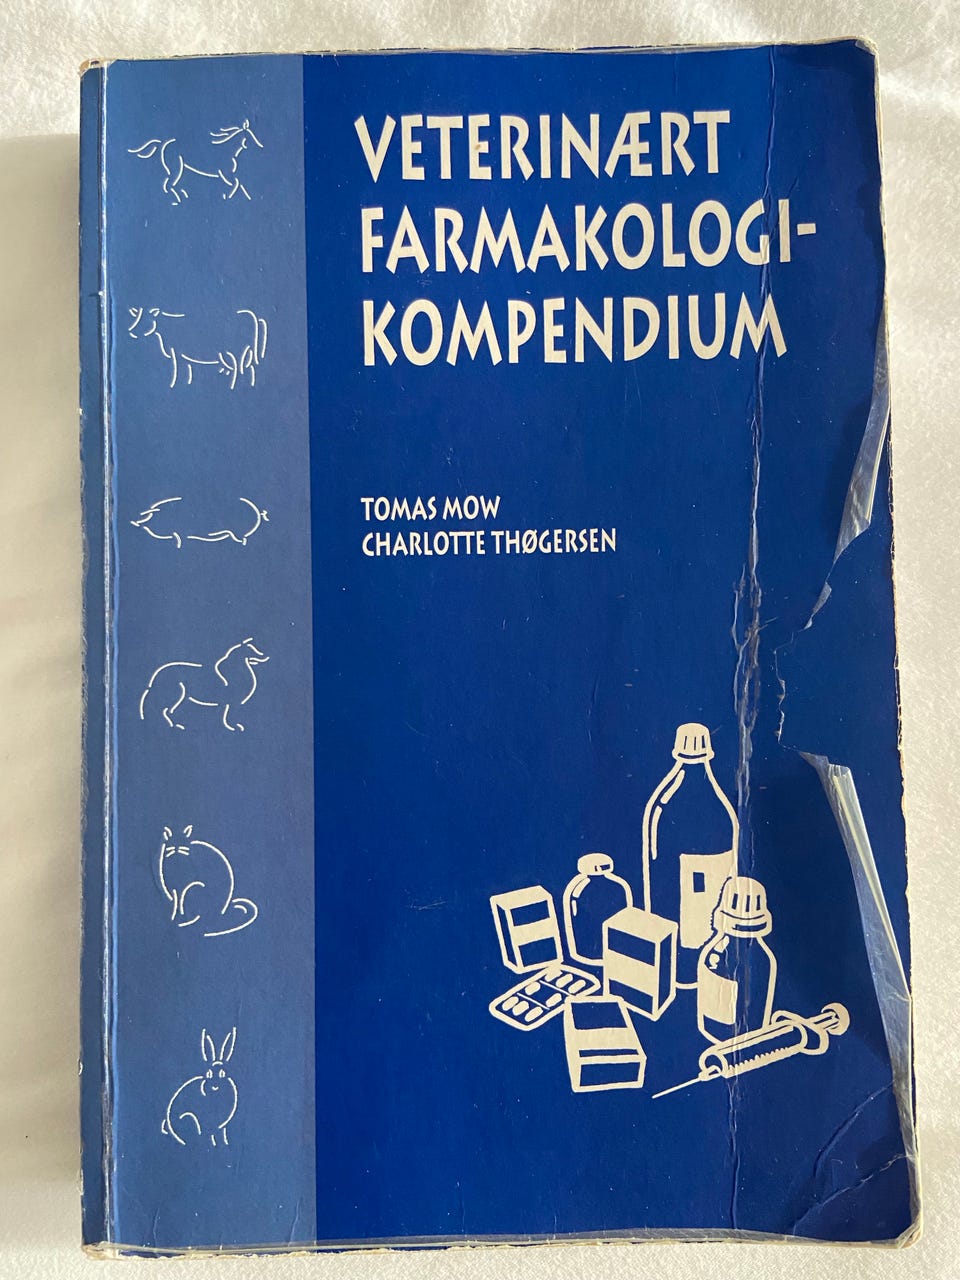 VETERINÆRT
FARMAKOLOGI-
KOMPENDIUM
TOMAS MOW
CHARLOTTE THØGERSEN